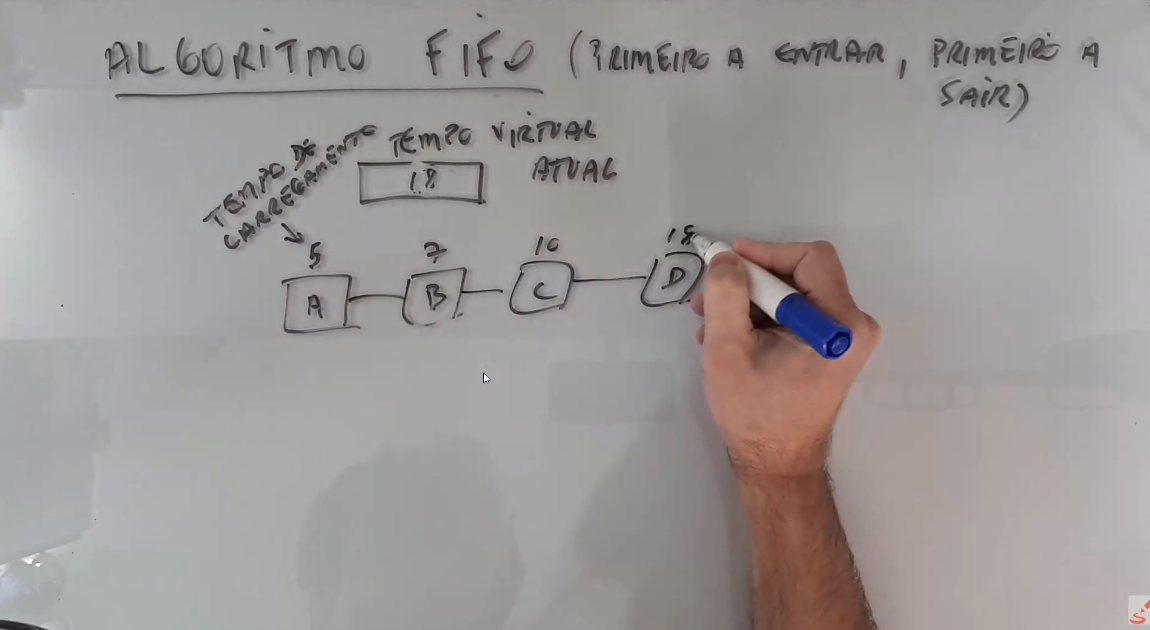 ALGORITMO FIFO (PRIMEIRO A ENTRAR, PRIMEIRO A
SAIR)
TEMPO DE
CARREGAMENTO
TEMPO VIRTUAL
ATUAL
18
5 7 10 18
A B C D